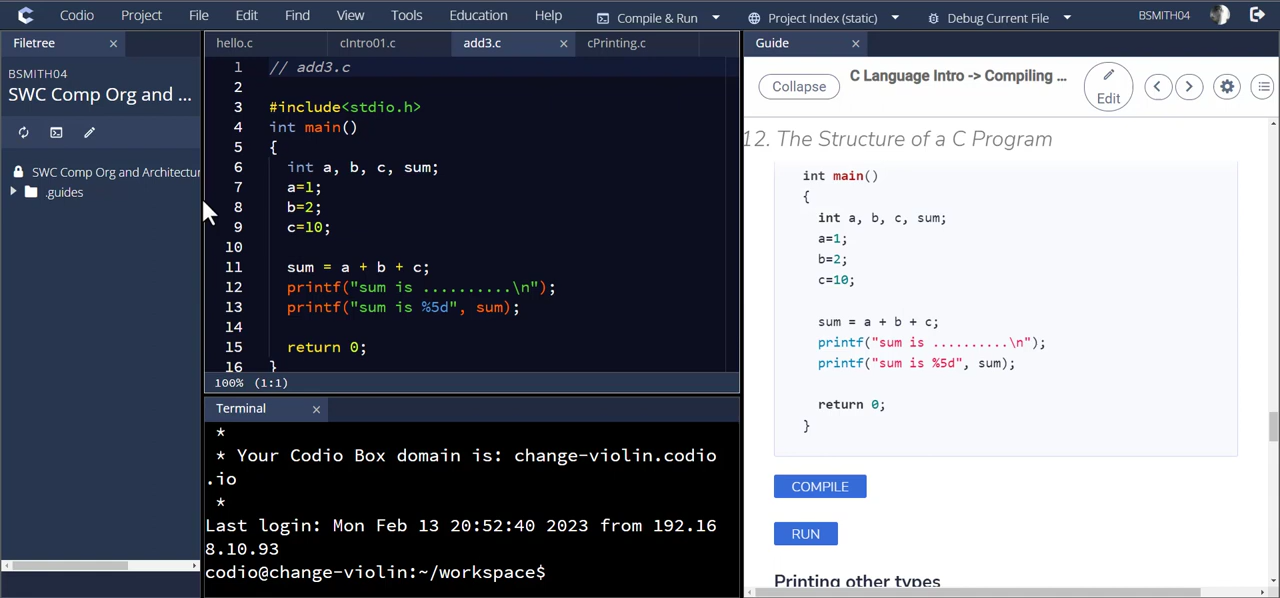 Codio Project File Edit Find View Tools Education Help Compile & Run Project Index (static) Debug Current File BSMITH04
Filetree
BSMITH04
SWC Comp Org and ...
SWC Comp Org and Architectur
.guides
hello.c cIntro01.c add3.c cPrinting.c
1 // add3.c
2
3 #include<stdio.h>
4 int main()
5 {
6 int a, b, c, sum;
7 a=1;
8 b=2;
9 c=10;
10
11 sum = a + b + c;
12 printf("sum is ..........\n");
13 printf("sum is %5d", sum);
14
15 return 0;
16 }
100% (1:1)
Terminal
*
* Your Codio Box domain is: change-violin.codio
.io
*
Last login: Mon Feb 13 20:52:40 2023 from 192.16
8.10.93
codio@change-violin:~/workspace$
Guide
Collapse C Language Intro -> Compiling ... Edit
12. The Structure of a C Program
int main()
{
int a, b, c, sum;
a=1;
b=2;
c=10;
sum = a + b + c;
printf("sum is ..........\n");
printf("sum is %5d", sum);
return 0;
}
COMPILE
RUN
Printing other types